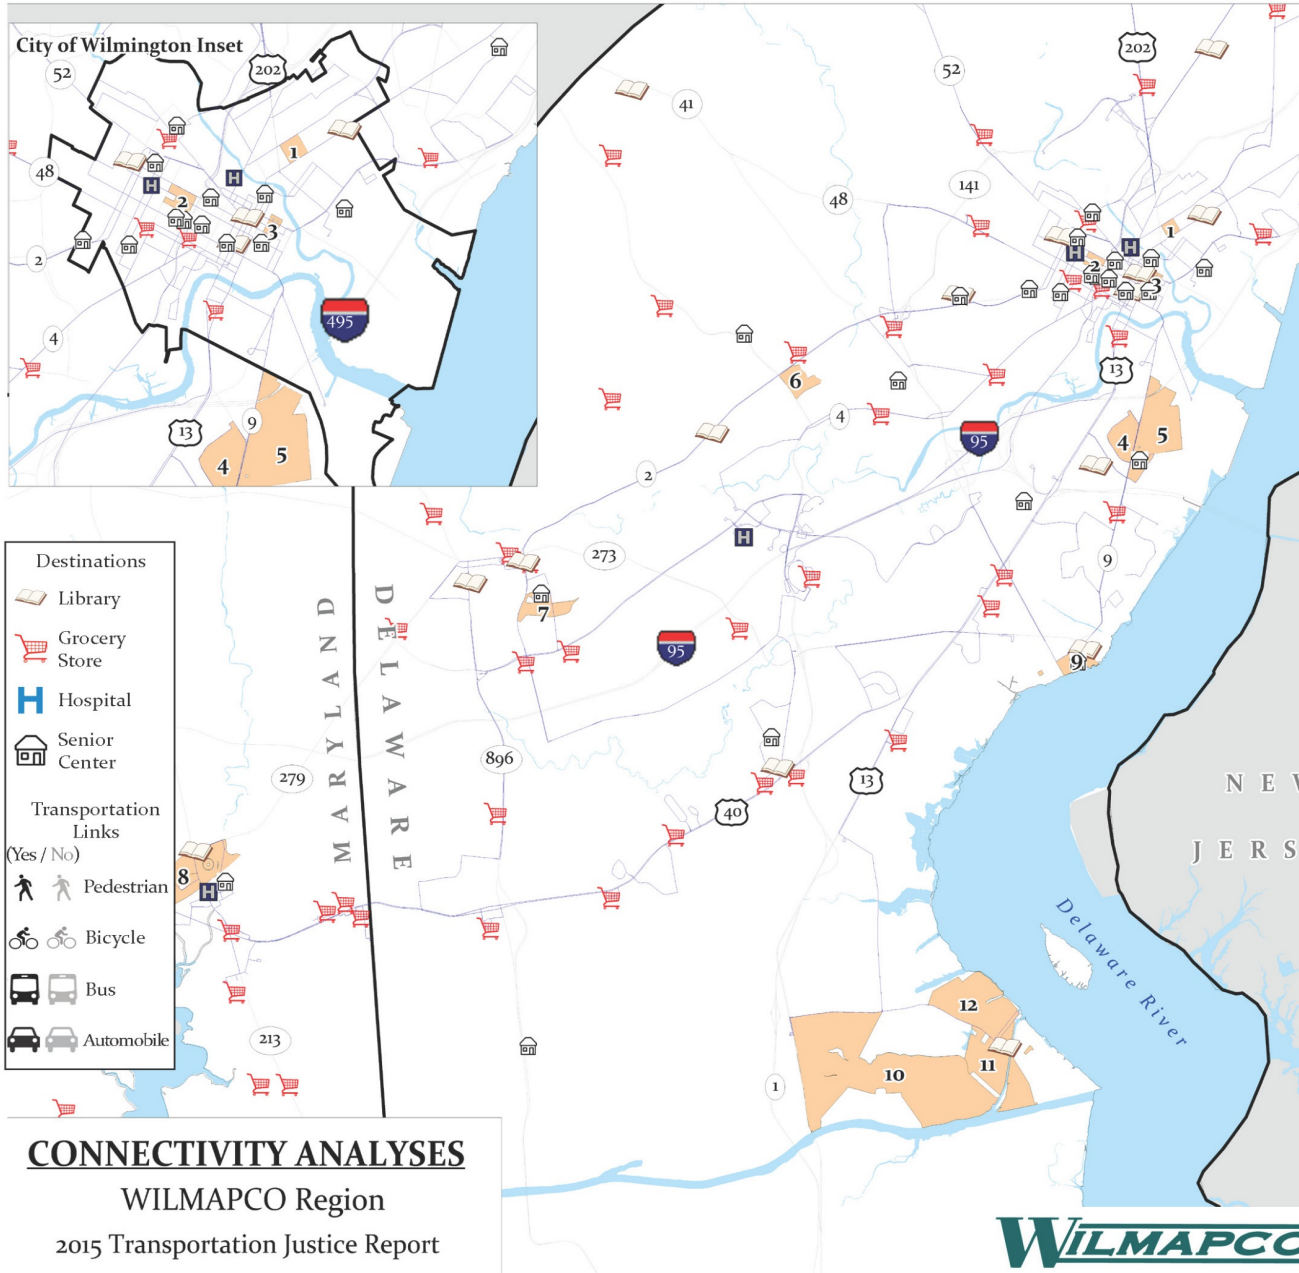 City of Wilmington Inset
52
202
1
48
2
3
2
495
4
13
9
4
5
202
52
41
141
48
1
2
3
13
6
4
95
4
5
2
273
9
7
95
9
MARYLAND
DELAWARE
896
279
13
40
NEW
JERS
8
Delaware River
12
11
10
1
213
Destinations
Library
Grocery
Store
H Hospital
Senior
Center
Transportation
Links
(Yes / No)
Pedestrian
Bicycle
Bus
Automobile
H
H
H
H
H
H
CONNECTIVITY ANALYSES
WILMAPCO Region
2015 Transportation Justice Report
WILMAPCO